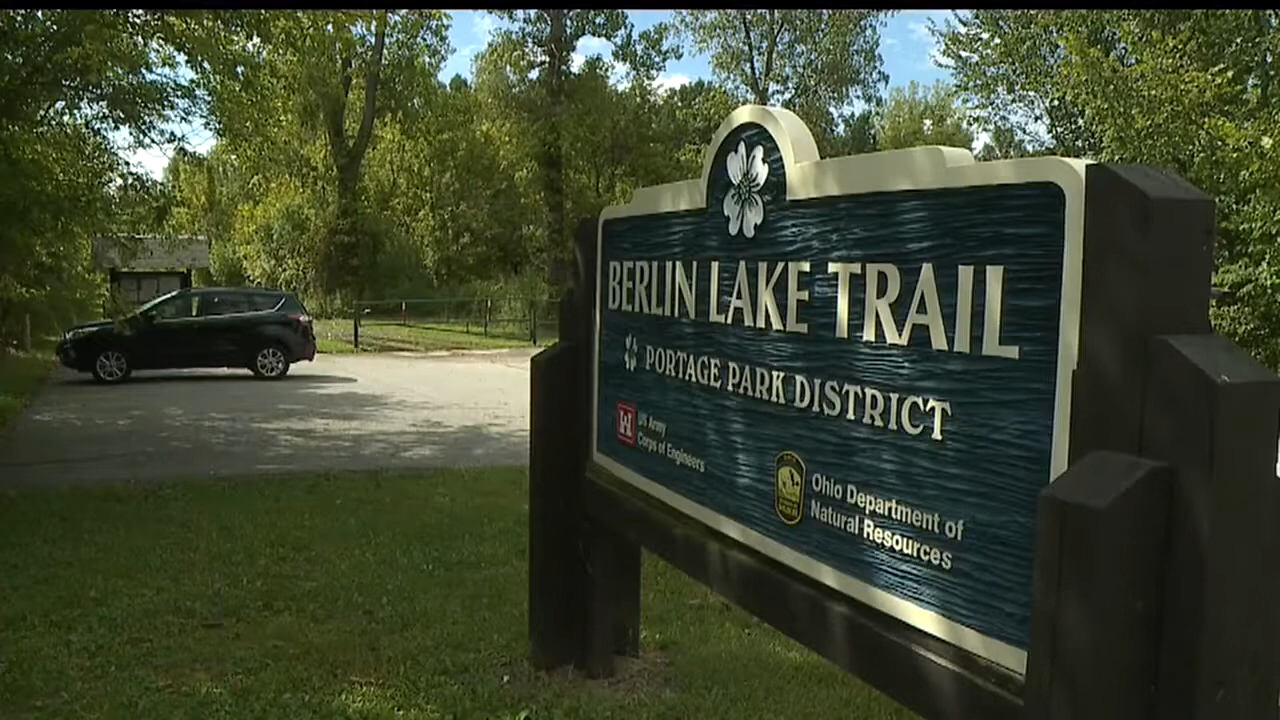 BERLIN LAKE TRAIL
PORTAGE PARK DISTRICT
US Army
Corps of Engineers
Ohio Department of
Natural Resources